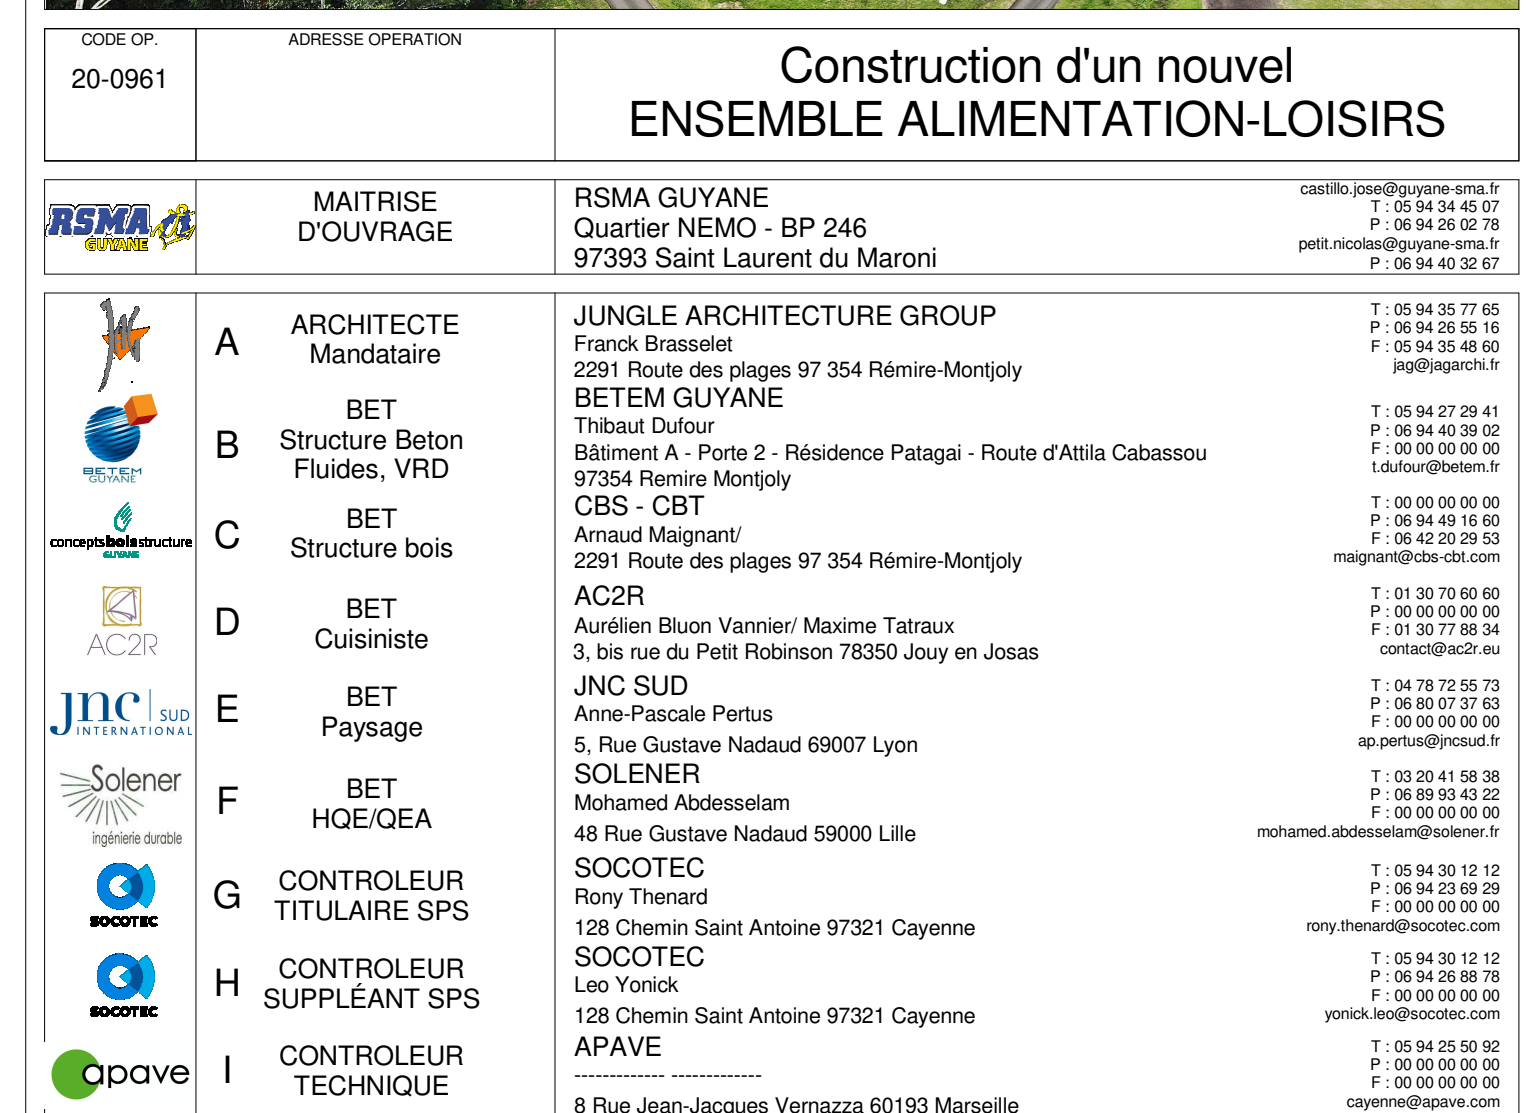 CODE OP.
20-0961
ADRESSE OPERATION
Construction d'un nouvel
ENSEMBLE ALIMENTATION-LOISIRS
RSMA
GUYANE
MAITRISE
D'OUVRAGE
RSMA GUYANE
Quartier NEMO - BP 246
97393 Saint Laurent du Maroni
castillo.jose@guyane-sma.fr
T : 05 94 34 45 07
P : 06 94 26 02 78
petit.nicolas@guyane-sma.fr
P : 06 94 40 32 67
A
ARCHITECTE
Mandataire
JUNGLE ARCHITECTURE GROUP
Franck Brasselet
2291 Route des plages 97 354 Rémire-Montjoly
T : 05 94 35 77 65
P : 06 94 26 55 16
F : 05 94 35 48 60
jag@jagarchi.fr
BETEM
GUYANE
B
BET
Structure Beton
Fluides, VRD
BETEM GUYANE
Thibaut Dufour
Bâtiment A - Porte 2 - Résidence Patagai - Route d'Attila Cabassou
97354 Remire Montjoly
T : 05 94 27 29 41
P : 06 94 40 39 02
F : 00 00 00 00 00
t.dufour@betem.fr
conceptsboisstructure
GUYANE
C
BET
Structure bois
CBS - CBT
Arnaud Maignant/
2291 Route des plages 97 354 Rémire-Montjoly
T : 00 00 00 00 00
P : 06 94 49 16 60
F : 06 42 20 29 53
maignant@cbs-cbt.com
AC2R
D
BET
Cuisiniste
AC2R
Aurélien Bluon Vannier/ Maxime Tatraux
3, bis rue du Petit Robinson 78350 Jouy en Josas
T : 01 30 70 60 60
P : 00 00 00 00 00
F : 01 30 77 88 34
contact@ac2r.eu
jnc SUD
INTERNATIONAL
E
BET
Paysage
JNC SUD
Anne-Pascale Pertus
5, Rue Gustave Nadaud 69007 Lyon
T : 04 78 72 55 73
P : 06 80 07 37 63
F : 00 00 00 00 00
ap.pertus@jncsud.fr
Solener
ingénierie durable
F
BET
HQE/QEA
SOLENER
Mohamed Abdesselam
48 Rue Gustave Nadaud 59000 Lille
T : 03 20 41 58 38
P : 06 89 93 43 22
F : 00 00 00 00 00
mohamed.abdesselam@solener.fr
SOCOTEC
G
CONTROLEUR
TITULAIRE SPS
SOCOTEC
Rony Thenard
128 Chemin Saint Antoine 97321 Cayenne
T : 05 94 30 12 12
P : 06 94 23 69 29
F : 00 00 00 00 00
rony.thenard@socotec.com
SOCOTEC
H
CONTROLEUR
SUPPLÉANT SPS
SOCOTEC
Leo Yonick
128 Chemin Saint Antoine 97321 Cayenne
T : 05 94 30 12 12
P : 06 94 26 88 78
F : 00 00 00 00 00
yonick.leo@socotec.com
apave
I
CONTROLEUR
TECHNIQUE
APAVE
------------- -------------
8 Rue Jean-Jacques Vernazza 60193 Marseille
T : 05 94 25 50 92
P : 00 00 00 00 00
F : 00 00 00 00 00
cayenne@apave.com